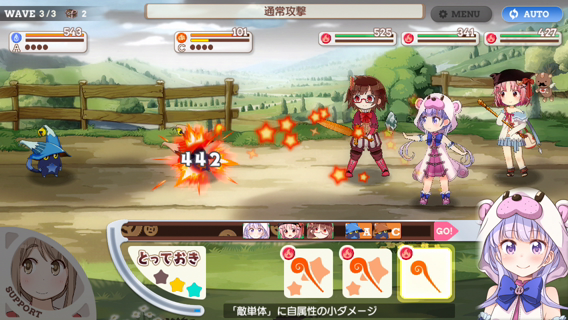 WAVE 3/3 2
通常攻撃
MENU
AUTO
543
A
101
C
525
341
427
442
A C GO!
とっておき
SUPPORT
「敵単体」に自属性の小ダメージ